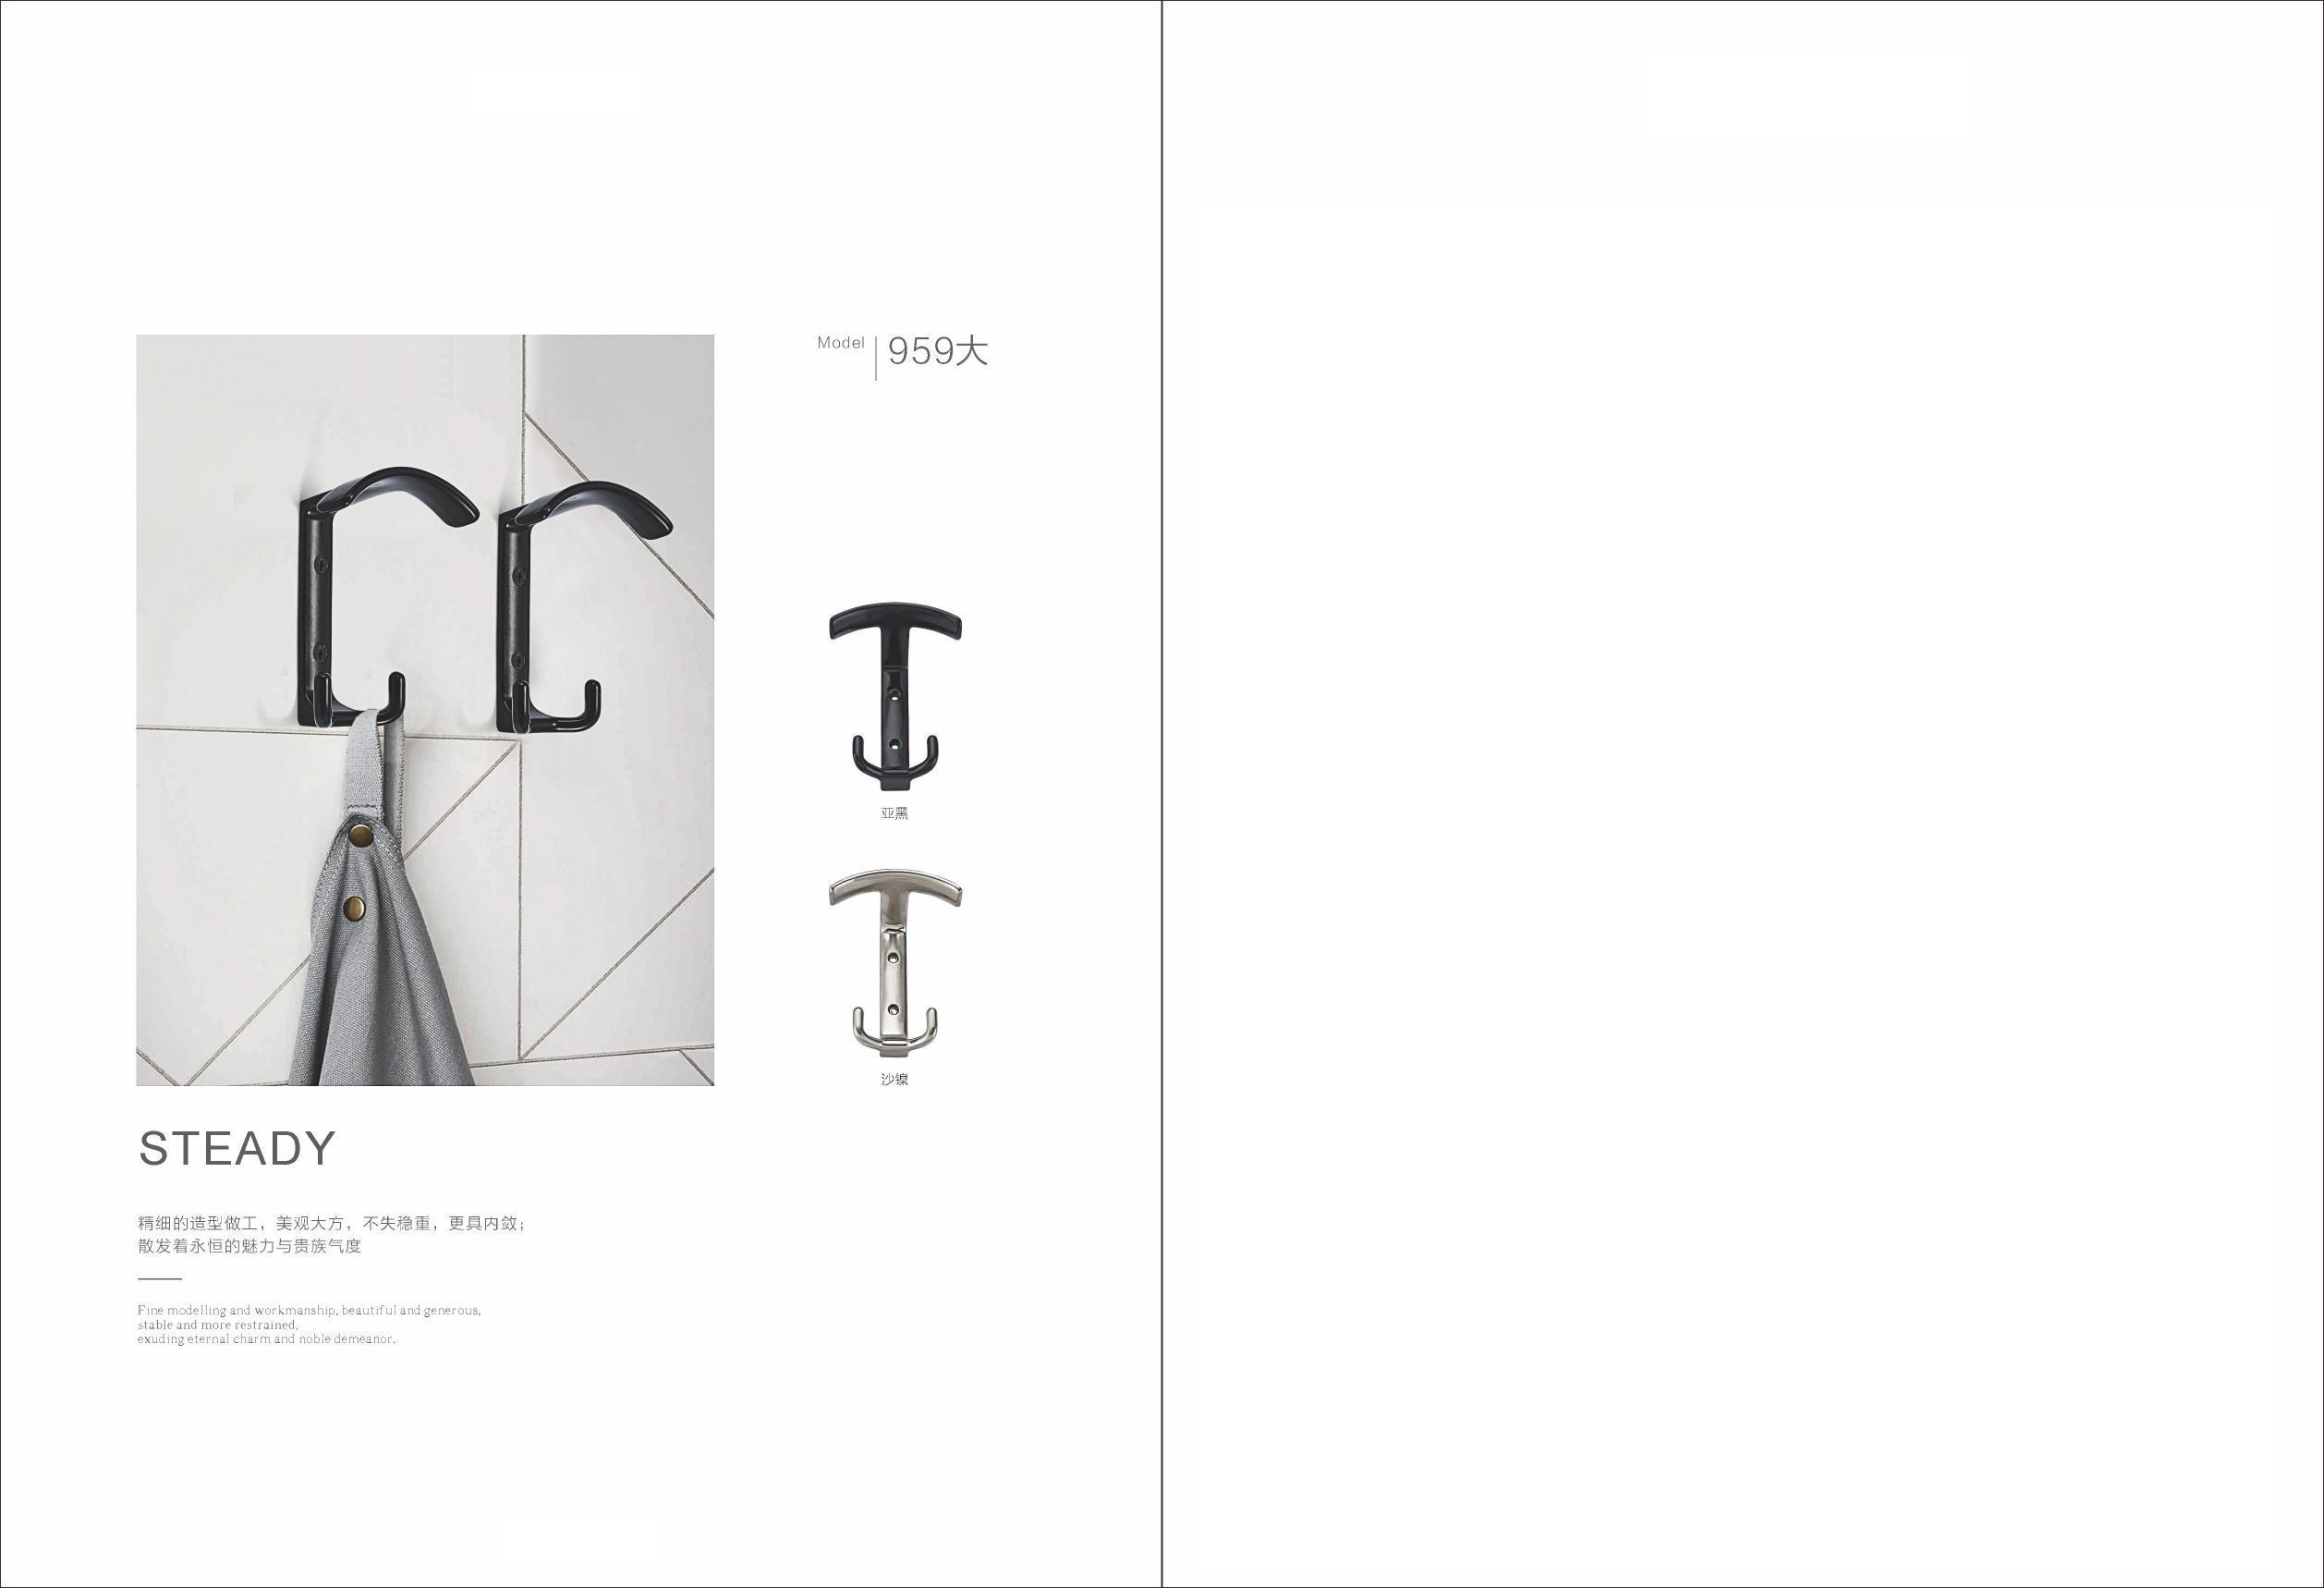 Model 959大
亚黑
沙镍
STEADY
精细的造型做工，美观大方，不失稳重，更具内敛；
散发着永恒的魅力与贵族气度
Fine modelling and workmanship, beautiful and generous,
stable and more restrained,
exuding eternal charm and noble demeanor.